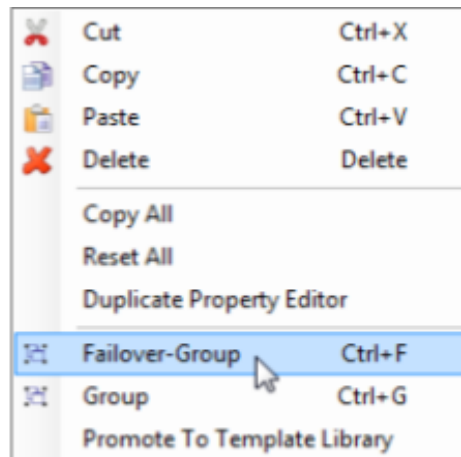 Cut Ctrl+X
Copy Ctrl+C
Paste Ctrl+V
Delete Delete
Copy All
Reset All
Duplicate Property Editor
Failover-Group Ctrl+F
Group Ctrl+G
Promote To Template Library